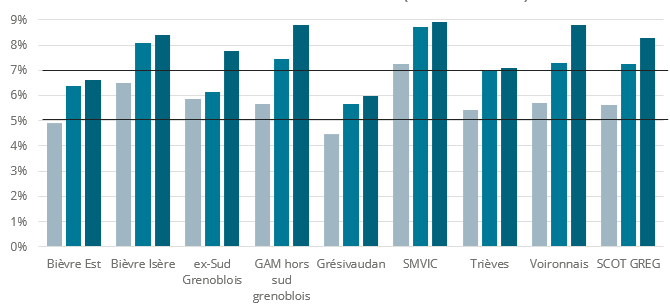 9%
8%
7%
6%
5%
4%
3%
2%
1%
0%
Bièvre Est
Bièvre Isère
ex-Sud
Grenoblois
GAM hors
sud
grenoblois
Grésivaudan
SMVIC
Trièves
Voironnais
SCOT GREG